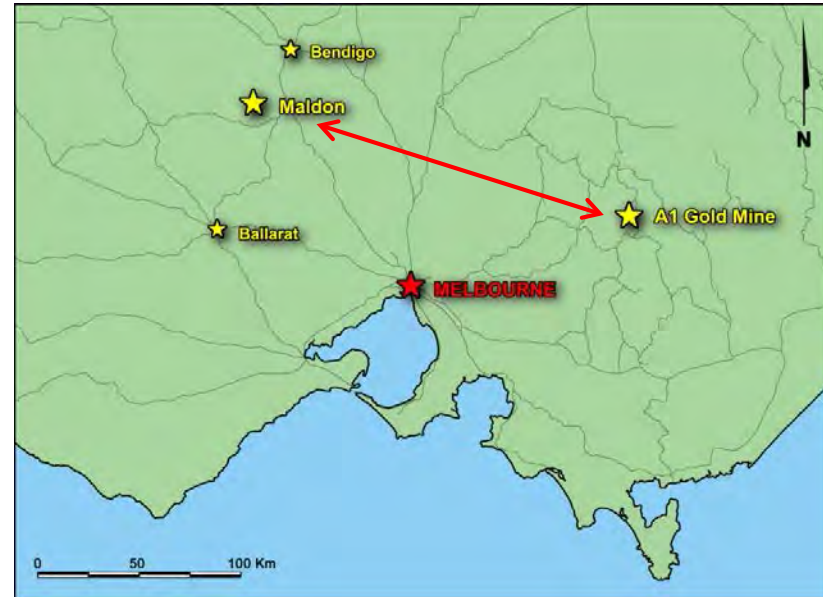 Bendigo
Maldon
N
A1 Gold Mine
Ballarat
MELBOURNE
0 50 100 Km